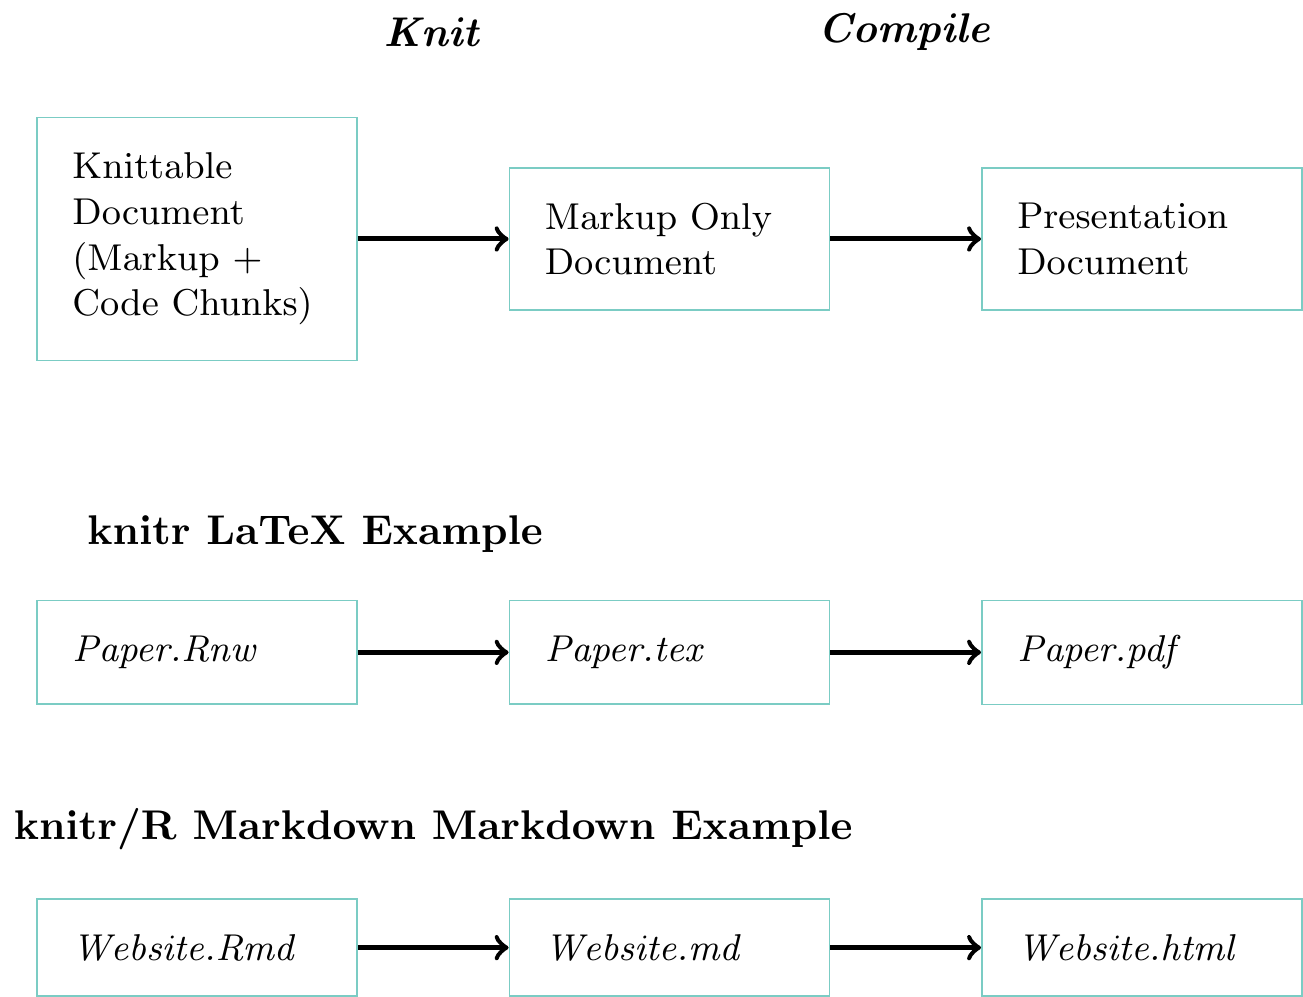 Knit
Compile
Knittable
Document
(Markup +
Code Chunks)
Markup Only
Document
Presentation
Document
knitr LaTeX Example
Paper.Rnw
Paper.tex
Paper.pdf
knitr/R Markdown Markdown Example
Website.Rmd
Website.md
Website.html